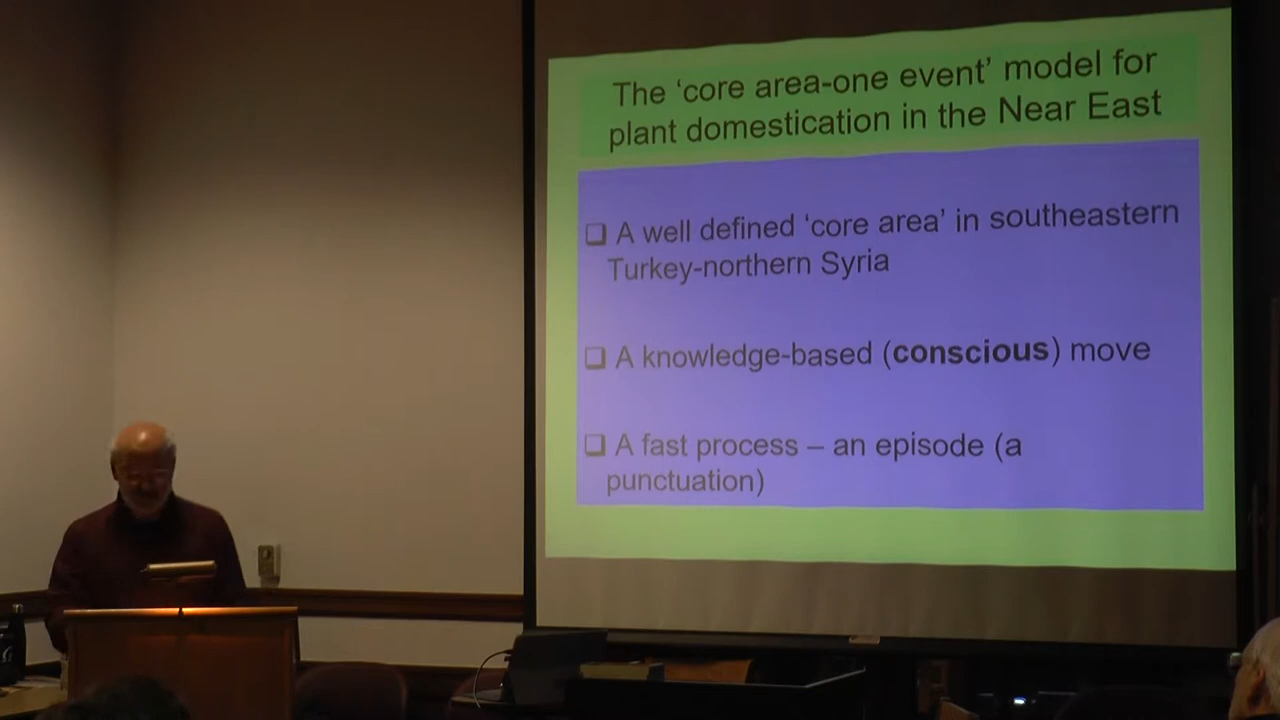 The ‘core area-one event’ model for
plant domestication in the Near East
❑ A well defined ‘core area’ in southeastern
Turkey-northern Syria
❑ A knowledge-based (conscious) move
❑ A fast process – an episode (a
punctuation)